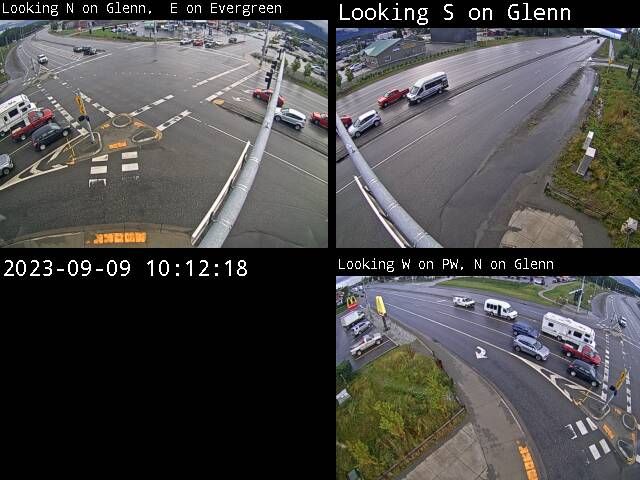 Looking N on Glenn, E on Evergreen
Looking S on Glenn
2023-09-09 10:12:18
Looking W on PW, N on Glenn